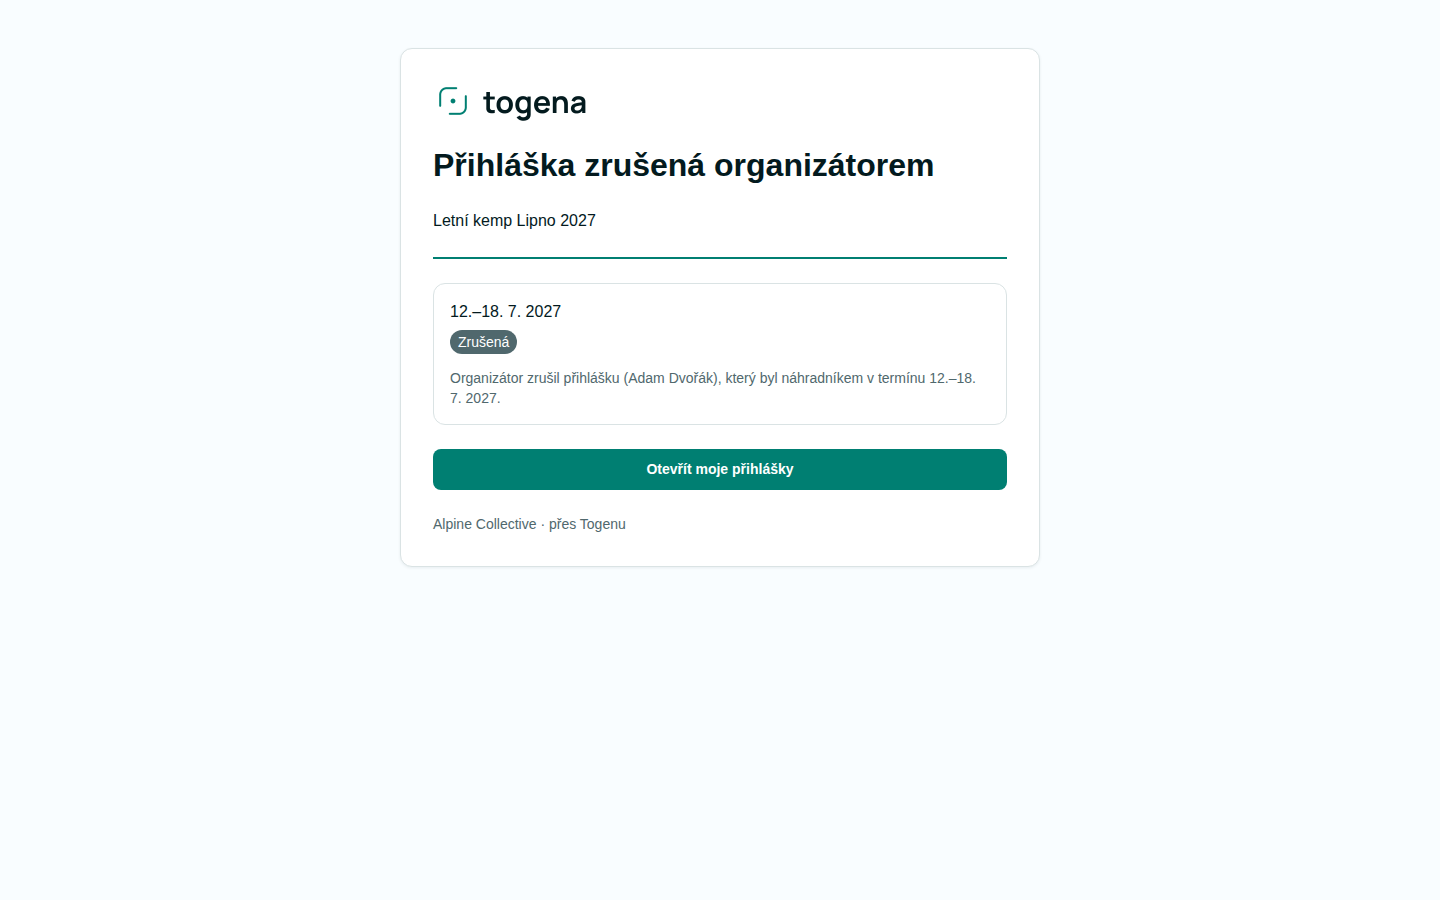 togena
Přihláška zrušená organizátorem
Letní kemp Lipno 2027
12.–18. 7. 2027
Zrušená
Organizátor zrušil přihlášku (Adam Dvořák), který byl náhradníkem v termínu 12.–18.
7. 2027.
Otevřít moje přihlášky
Alpine Collective · přes Togenu